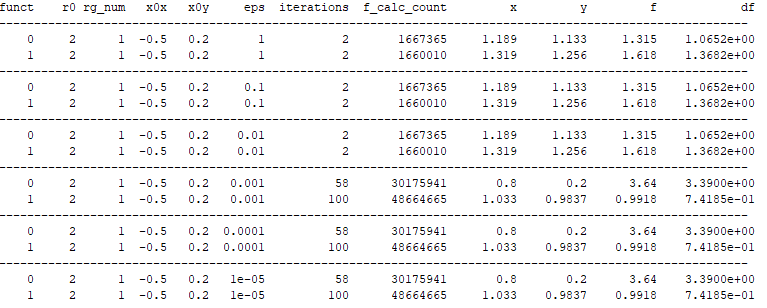 funct r0 rg_num x0x x0y eps iterations f_calc_count x y f df
0 2 1 -0.5 0.2 1 2 1667365 1.189 1.133 1.315 1.0652e+00
1 2 1 -0.5 0.2 1 2 1660010 1.319 1.256 1.618 1.3682e+00
0 2 1 -0.5 0.2 0.1 2 1667365 1.189 1.133 1.315 1.0652e+00
1 2 1 -0.5 0.2 0.1 2 1660010 1.319 1.256 1.618 1.3682e+00
0 2 1 -0.5 0.2 0.01 2 1667365 1.189 1.133 1.315 1.0652e+00
1 2 1 -0.5 0.2 0.01 2 1660010 1.319 1.256 1.618 1.3682e+00
0 2 1 -0.5 0.2 0.001 58 30175941 0.8 0.2 3.64 3.3900e+00
1 2 1 -0.5 0.2 0.001 100 48664665 1.033 0.9837 0.9918 7.4185e-01
0 2 1 -0.5 0.2 0.0001 58 30175941 0.8 0.2 3.64 3.3900e+00
1 2 1 -0.5 0.2 0.0001 100 48664665 1.033 0.9837 0.9918 7.4185e-01
0 2 1 -0.5 0.2 1e-05 58 30175941 0.8 0.2 3.64 3.3900e+00
1 2 1 -0.5 0.2 1e-05 100 48664665 1.033 0.9837 0.9918 7.4185e-01